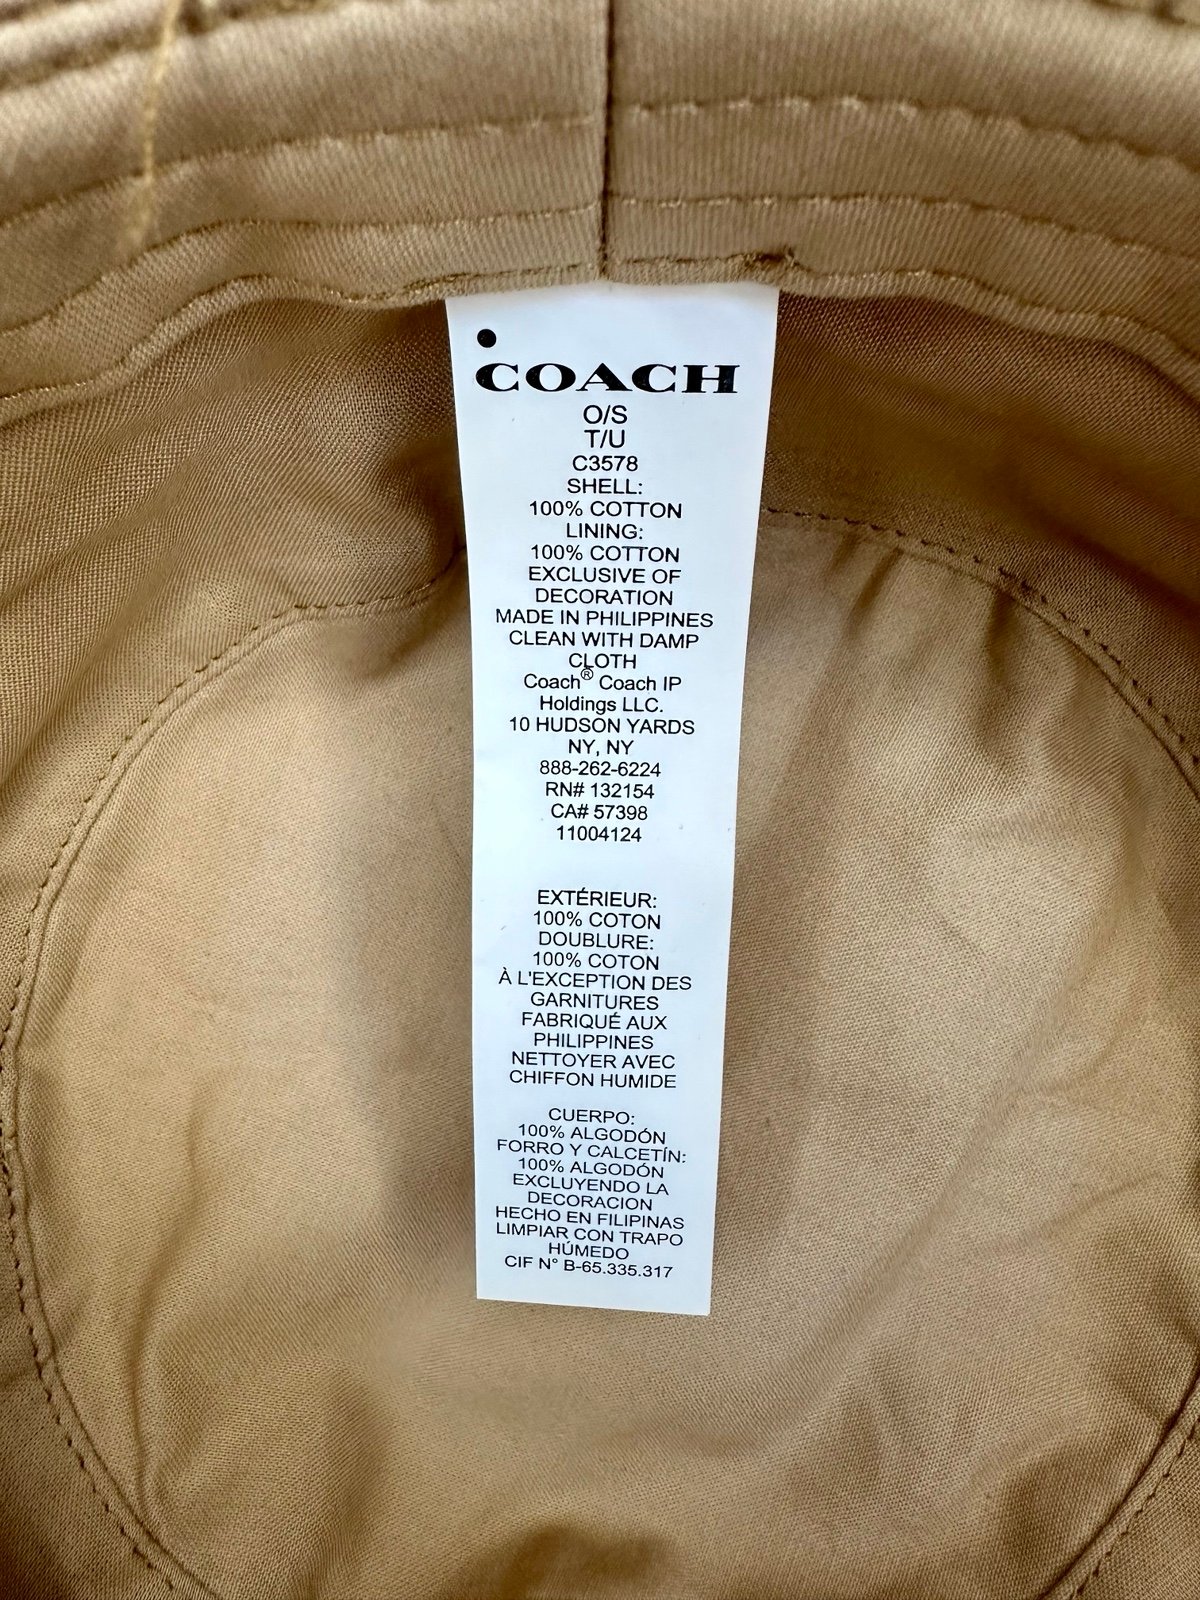 COACH
O/S
T/U
C3578
SHELL:
100% COTTON
LINING:
100% COTTON
EXCLUSIVE OF
DECORATION
MADE IN PHILIPPINES
CLEAN WITH DAMP
CLOTH
Coach® Coach IP
Holdings LLC.
10 HUDSON YARDS
NY, NY
888-262-6224
RN# 132154
CA# 57398
11004124
EXTÉRIEUR:
100% COTON
DOUBLURE:
100% COTON
À L'EXCEPTION DES
GARNITURES
FABRIQUÉ AUX
PHILIPPINES
NETTOYER AVEC
CHIFFON HUMIDE
CUERPO:
100% ALGODÓN
FORRO Y CALCETÍN:
100% ALGODÓN
EXCLUYENDO LA
DECORACION
HECHO EN FILIPINAS
LIMPIAR CON TRAPO
HÚMEDO
CIF N° B-65.335.317